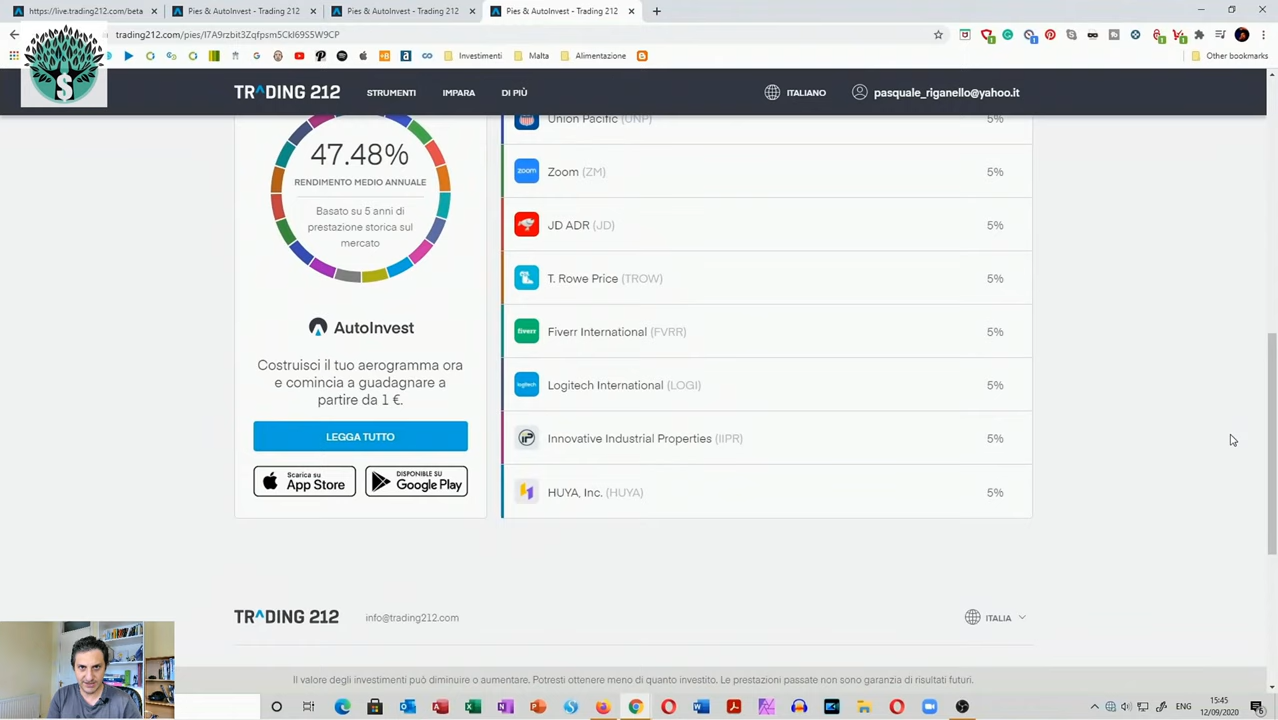 https://live.trading212.com/beta
Pies & AutoInvest - Trading 212
Pies & AutoInvest - Trading 212
Pies & AutoInvest - Trading 212
trading212.com/pies/I7A9rzbit3Zqfpsm5CkI69S5W9CP
Investimenti
Malta
Alimentazione
Other bookmarks
$
TRADING 212
STRUMENTI
IMPARA
DI PIÙ
ITALIANO
pasquale_riganello@yahoo.it
47.48%
RENDIMENTO MEDIO ANNUALE
Basato su 5 anni di
prestazione storica sul
mercato
AutoInvest
Costruisci il tuo aerogramma ora
e comincia a guadagnare a
partire da 1 €.
LEGGA TUTTO
Scarica su
App Store
DISPONIBILE SU
Google Play
Union Pacific (UNP) 5%
zoom
Zoom (ZM) 5%
JD ADR (JD) 5%
T. Rowe Price (TROW) 5%
fiverr
Fiverr International (FVRR) 5%
logitech
Logitech International (LOGI) 5%
Innovative Industrial Properties (IIPR) 5%
HUYA, Inc. (HUYA) 5%
TRADING 212
info@trading212.com
ITALIA
Il valore degli investimenti può diminuire o aumentare. Potresti ottenere meno di quanto investito. Le prestazioni passate non sono garanzia di risultati futuri.
ENG
15:45
12/09/2020